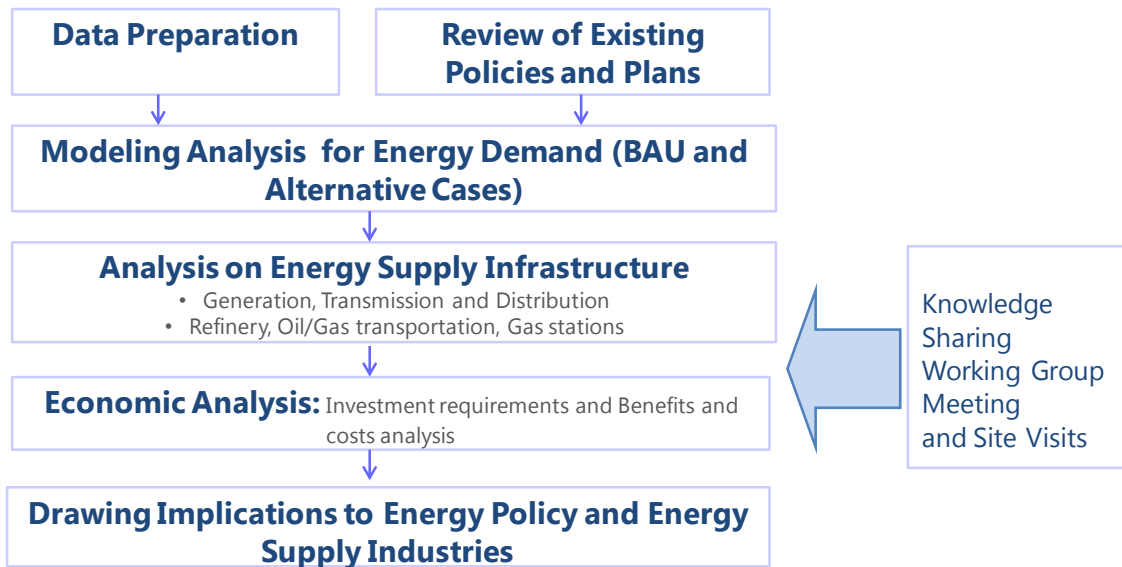 Data Preparation
Review of Existing
Policies and Plans
Modeling Analysis for Energy Demand (BAU and
Alternative Cases)
Analysis on Energy Supply Infrastructure
• Generation, Transmission and Distribution
• Refinery, Oil/Gas transportation, Gas stations
Economic Analysis: Investment requirements and Benefits and
costs analysis
Drawing Implications to Energy Policy and Energy
Supply Industries
Knowledge
Sharing
Working Group
Meeting
and Site Visits